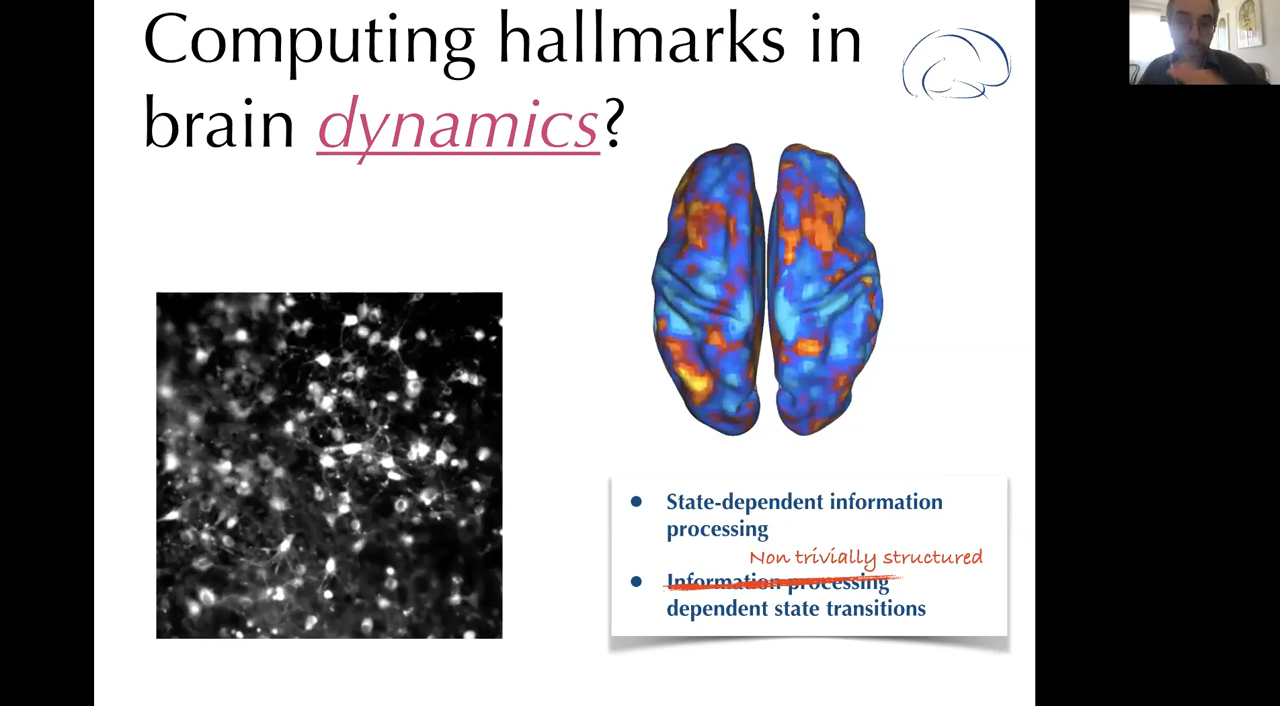 Computing hallmarks in
brain dynamics?
• State-dependent information
processing
Non trivially structured
• Information processing
dependent state transitions